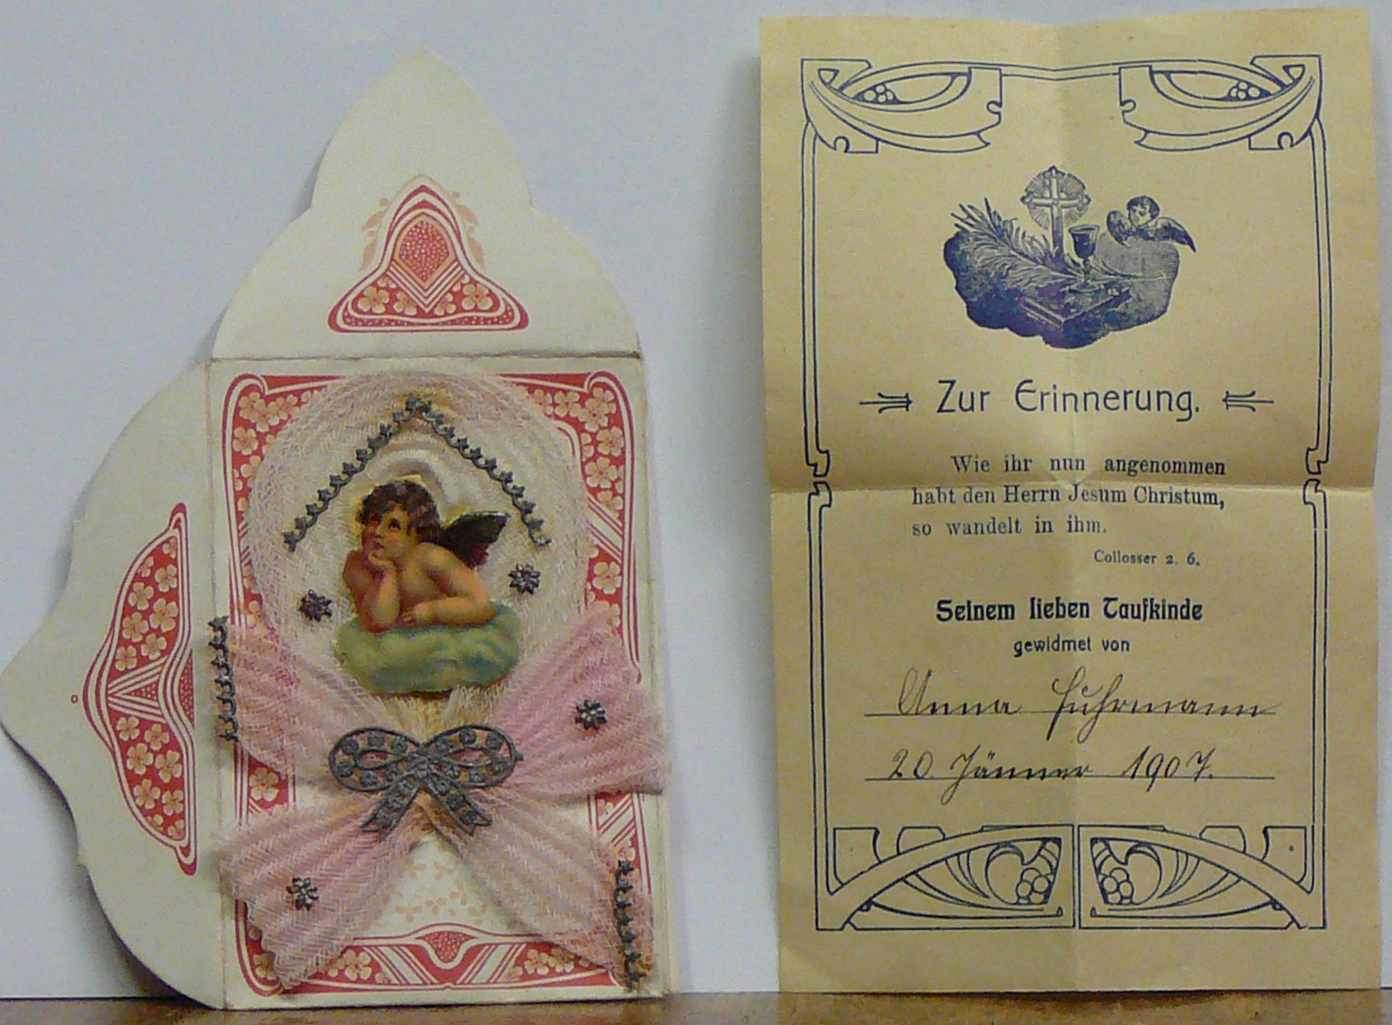 Zur Erinnerung.
Wie ihr nun angenommen
habt den Herrn Jesum Christum,
so wandelt in ihm.
Collosser 2. 6.
Seinem lieben Taufkinde
gewidmet von
Anna Fuhrmann
20. Jänner 1907.